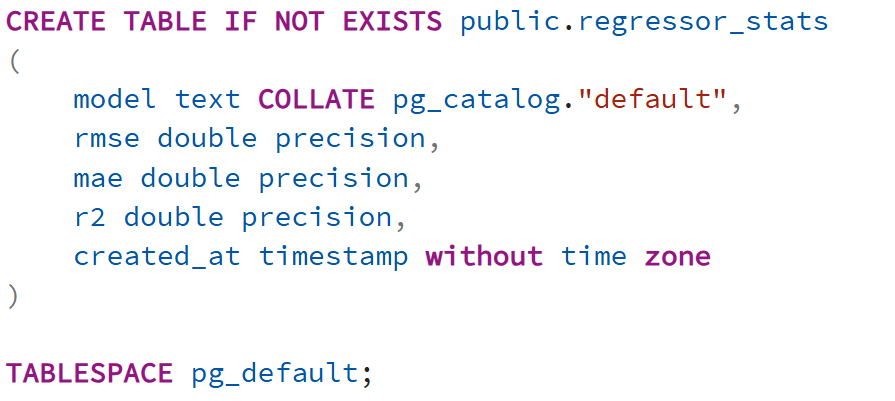 CREATE TABLE IF NOT EXISTS public.regressor_stats
(
    model text COLLATE pg_catalog."default",
    rmse double precision,
    mae double precision,
    r2 double precision,
    created_at timestamp without time zone
)

TABLESPACE pg_default;